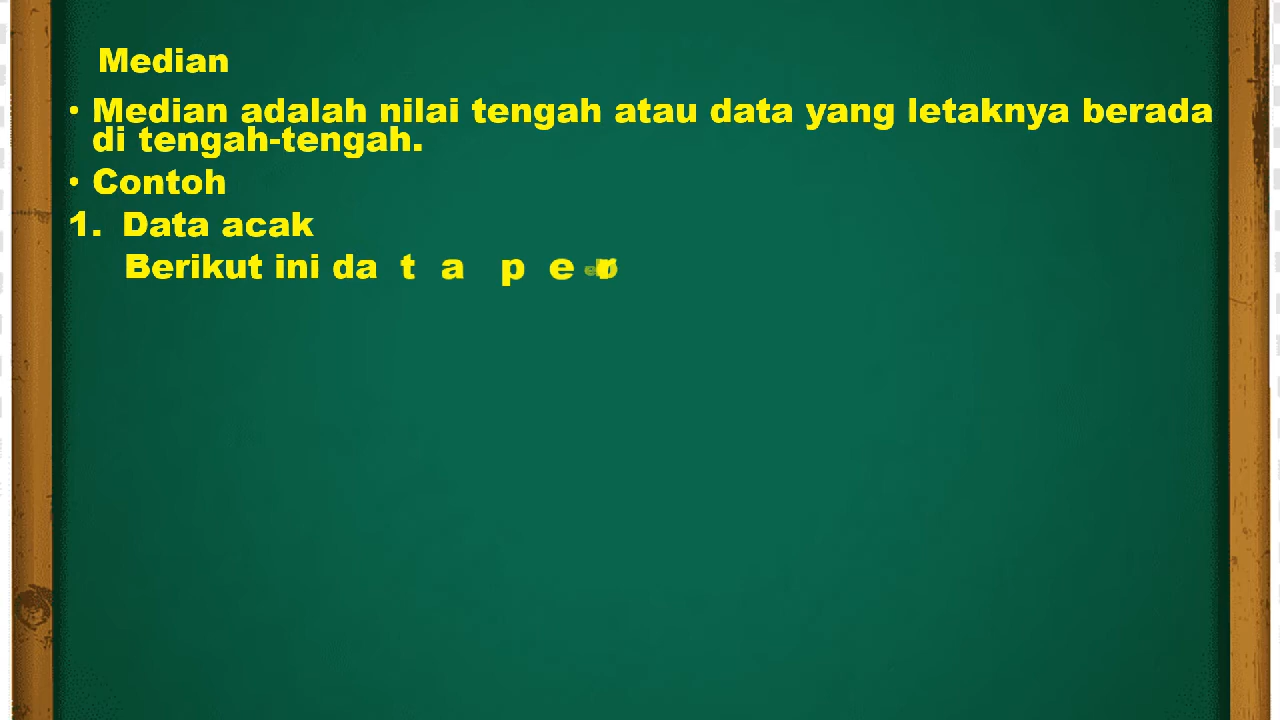 Median
• Median adalah nilai tengah atau data yang letaknya berada
di tengah-tengah.
• Contoh
1. Data acak
Berikut ini da t a p e r